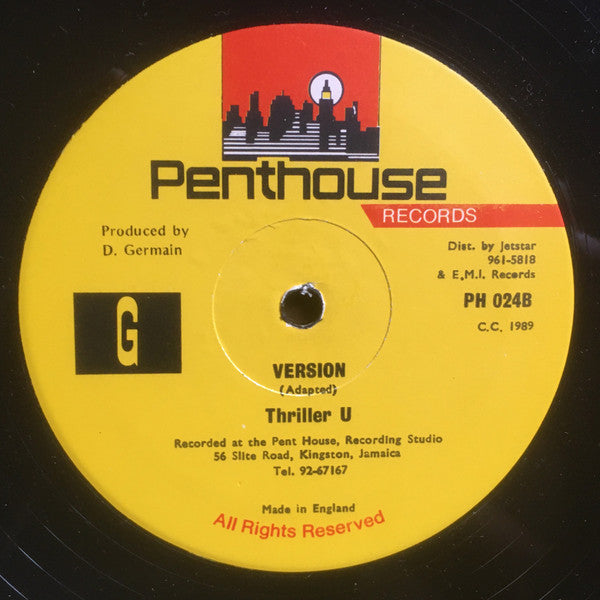 Penthouse
RECORDS
Produced by
D. Germain
Dist. by Jetstar
961-5818
& E,M.I. Records
PH 024B
C.C. 1989
G
VERSION
(Adapted)
Thriller U
Recorded at the Pent House, Recording Studio
56 Slite Road, Kingston, Jamaica
Tel. 92-67167
Made in England
All Rights Reserved